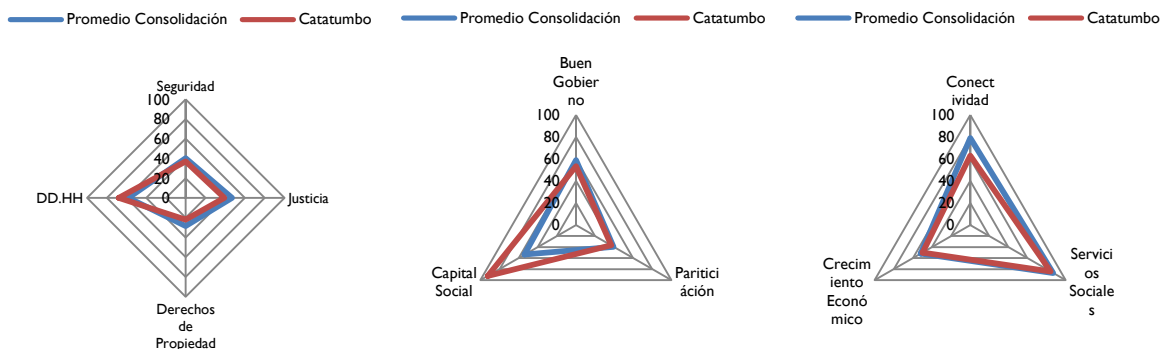 Promedio Consolidación
Catatumbo
Seguridad
100
80
60
40
20
0
DD.HH
Justicia
Derechos
de
Propiedad
Promedio Consolidación
Catatumbo
Buen
Gobier
no
100
80
60
40
20
0
Capital
Social
Paritici
áción
Promedio Consolidación
Catatumbo
Conect
ividad
100
80
60
40
20
0
Crecim
iento
Econó
mico
Servici
os
Sociale
s